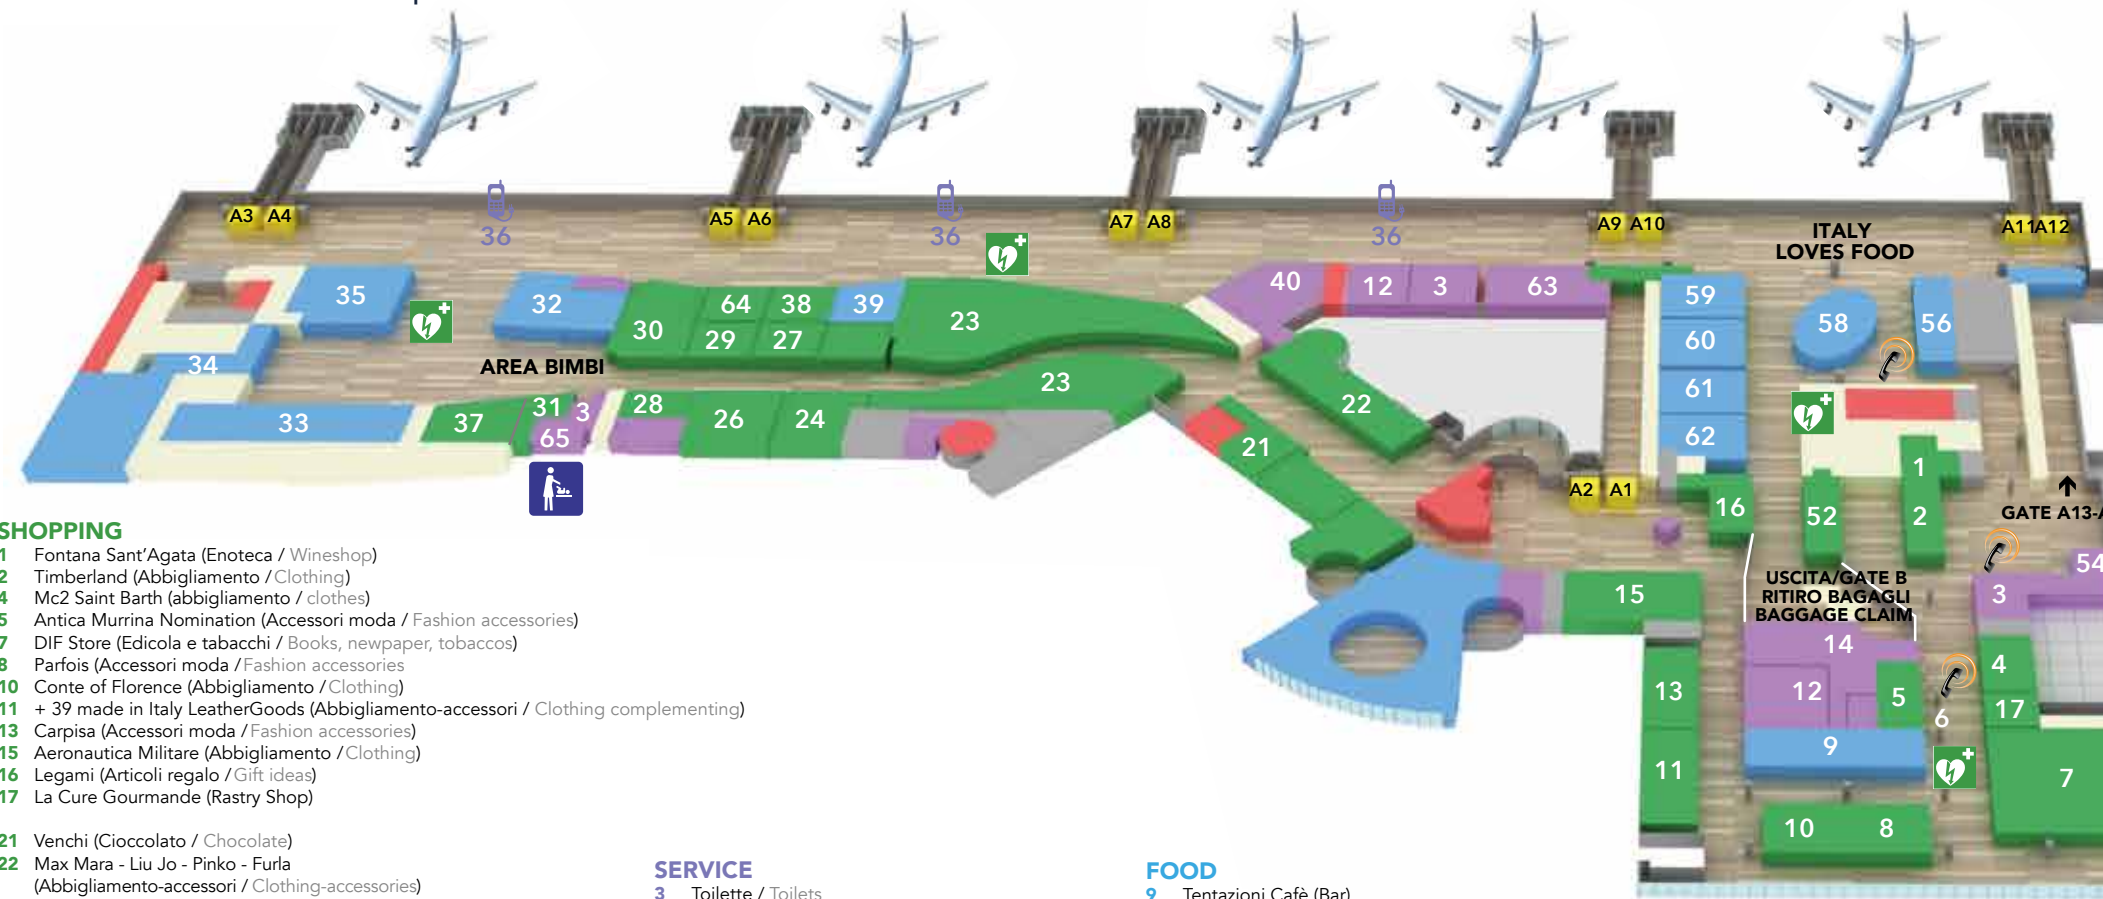 A3 A4
A5 A6
A7 A8
A9 A10
A11 A12
36
36
36
ITALY
LOVES FOOD
35
32
30
64
38
39
29
27
23
40
12
3
63
59
58
56
34
60
AREA BIMBI
23
61
33
37
31
3
65
28
26
24
22
62
21
1
A2 A1
16
52
2
GATE A13-A
54
USCITA/GATE B
RITIRO BAGAGLI
BAGGAGE CLAIM
15
3
14
4
13
12
5
6
17
9
11
7
10
8
SHOPPING
1 Fontana Sant'Agata (Enoteca / Wineshop)
2 Timberland (Abbigliamento / Clothing)
4 Mc2 Saint Barth (abbigliamento / clothes)
5 Antica Murrina Nomination (Accessori moda / Fashion accessories)
7 DIF Store (Edicola e tabacchi / Books, newpaper, tobaccos)
8 Parfois (Accessori moda / Fashion accessories
10 Conte of Florence (Abbigliamento / Clothing)
11 + 39 made in Italy LeatherGoods (Abbigliamento-accessori / Clothing complementing)
13 Carpisa (Accessori moda / Fashion accessories)
15 Aeronautica Militare (Abbigliamento / Clothing)
16 Legami (Articoli regalo / Gift ideas)
17 La Cure Gourmande (Rastry Shop)
21 Venchi (Cioccolato / Chocolate)
22 Max Mara - Liu Jo - Pinko - Furla
(Abbigliamento-accessori / Clothing-accessories)
SERVICE
3 Toilette / Toilets
FOOD
9 Tentazioni Cafè (Bar)